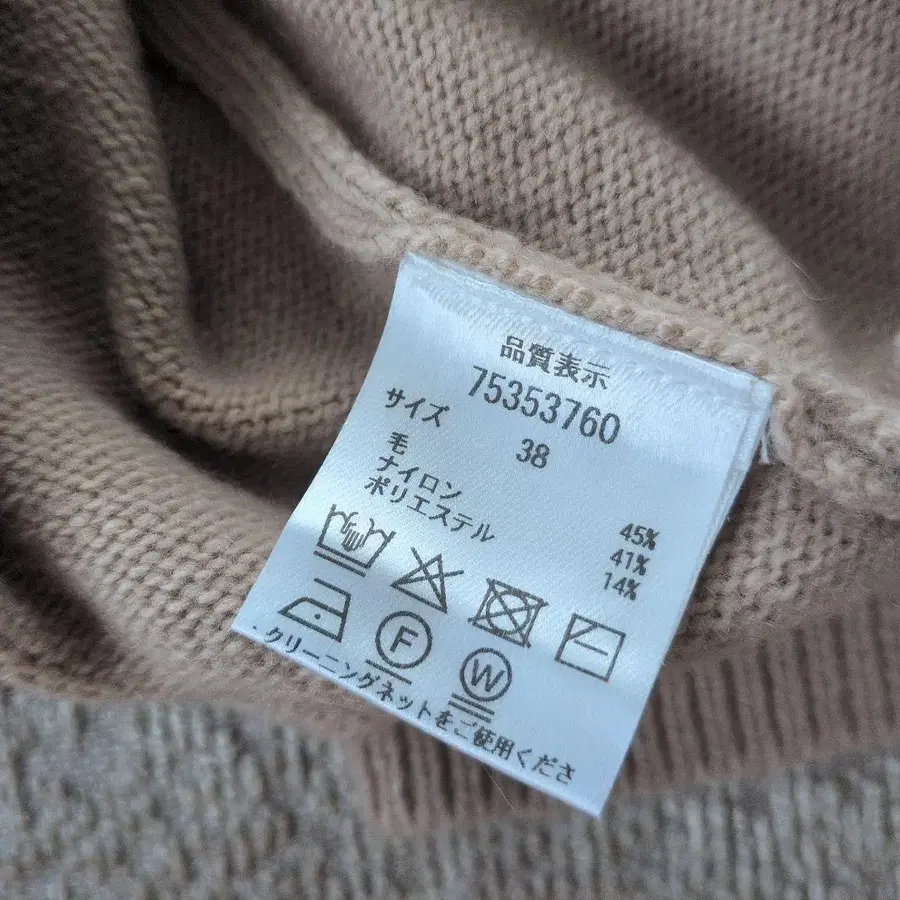 品質表示
75353760
サイズ 38
毛 45%
ナイロン 41%
ポリエステル 14%
F
W
・クリーニングネットをご使用くださ